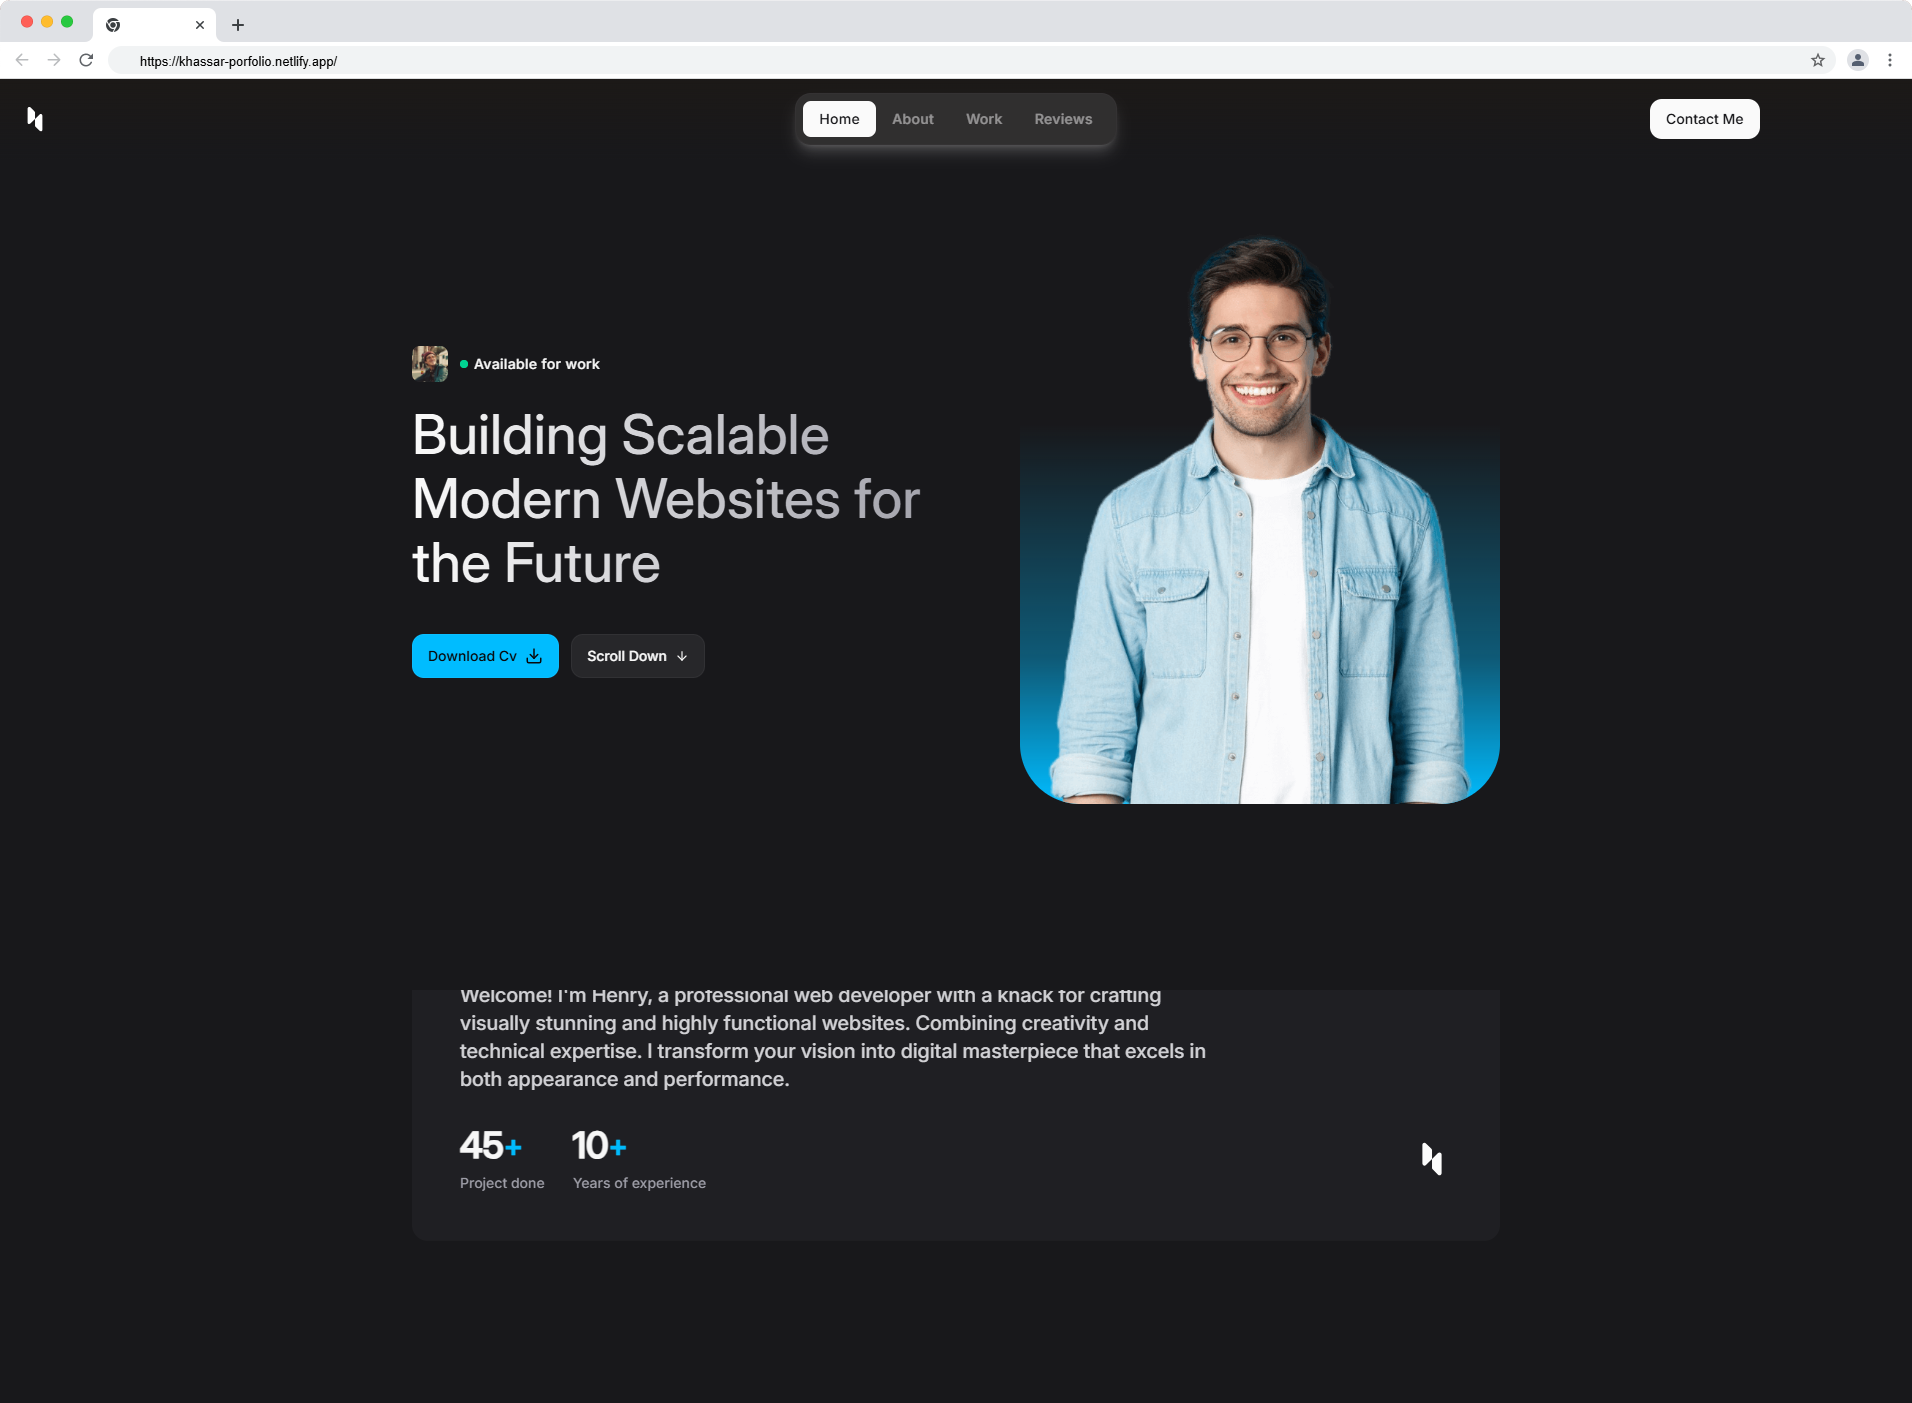 https://khassar-porfolio.netlify.app/
Home About Work Reviews
Contact Me
Available for work
Building Scalable
Modern Websites for
the Future
Download Cv
Scroll Down
Welcome! I'm Henry, a professional web developer with a knack for crafting
visually stunning and highly functional websites. Combining creativity and
technical expertise. I transform your vision into digital masterpiece that excels in
both appearance and performance.
45+ 10+
Project done Years of experience